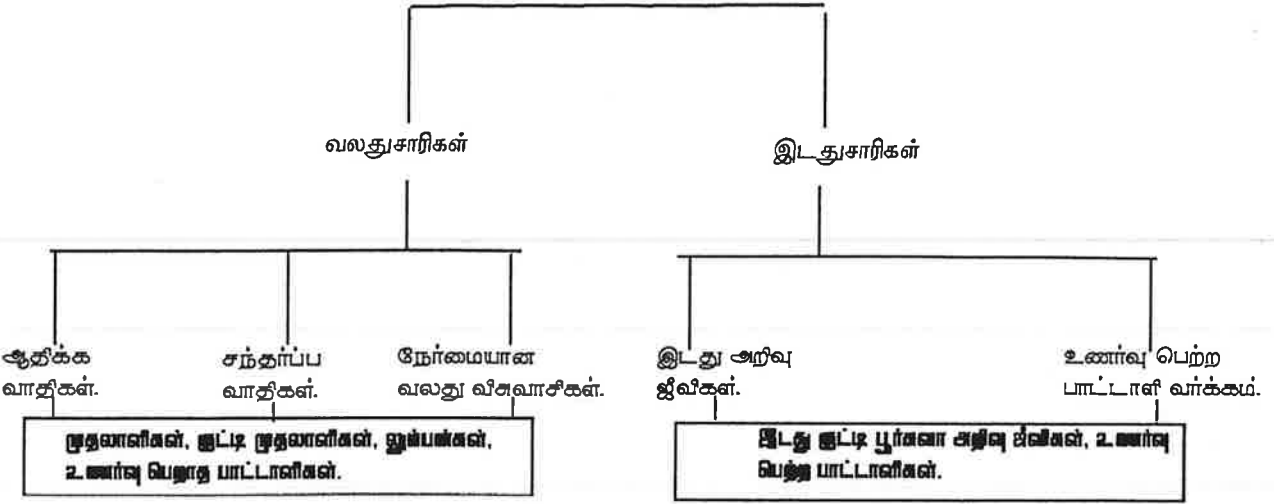 வலதுசாரிகள்
இடதுசாரிகள்
ஆதிக்க
வாதிகள்.
சந்தர்ப்ப
வாதிகள்.
நேர்மையான
வலது விசுவாசிகள்.
இடது அறிவு
ஜீவிகள்.
உணர்வு பெற்ற
பாட்டாளி வர்க்கம்.
முதலாளிகள், குட்டி முதலாளிகள், லும்பன்கள்,
உணர்வு பெறாத பாட்டாளிகள்.
இடது குட்டி பூர்சுவா அறிவு ஜீவிகள், உணர்வு
பெற்ற பாட்டாளிகள்.